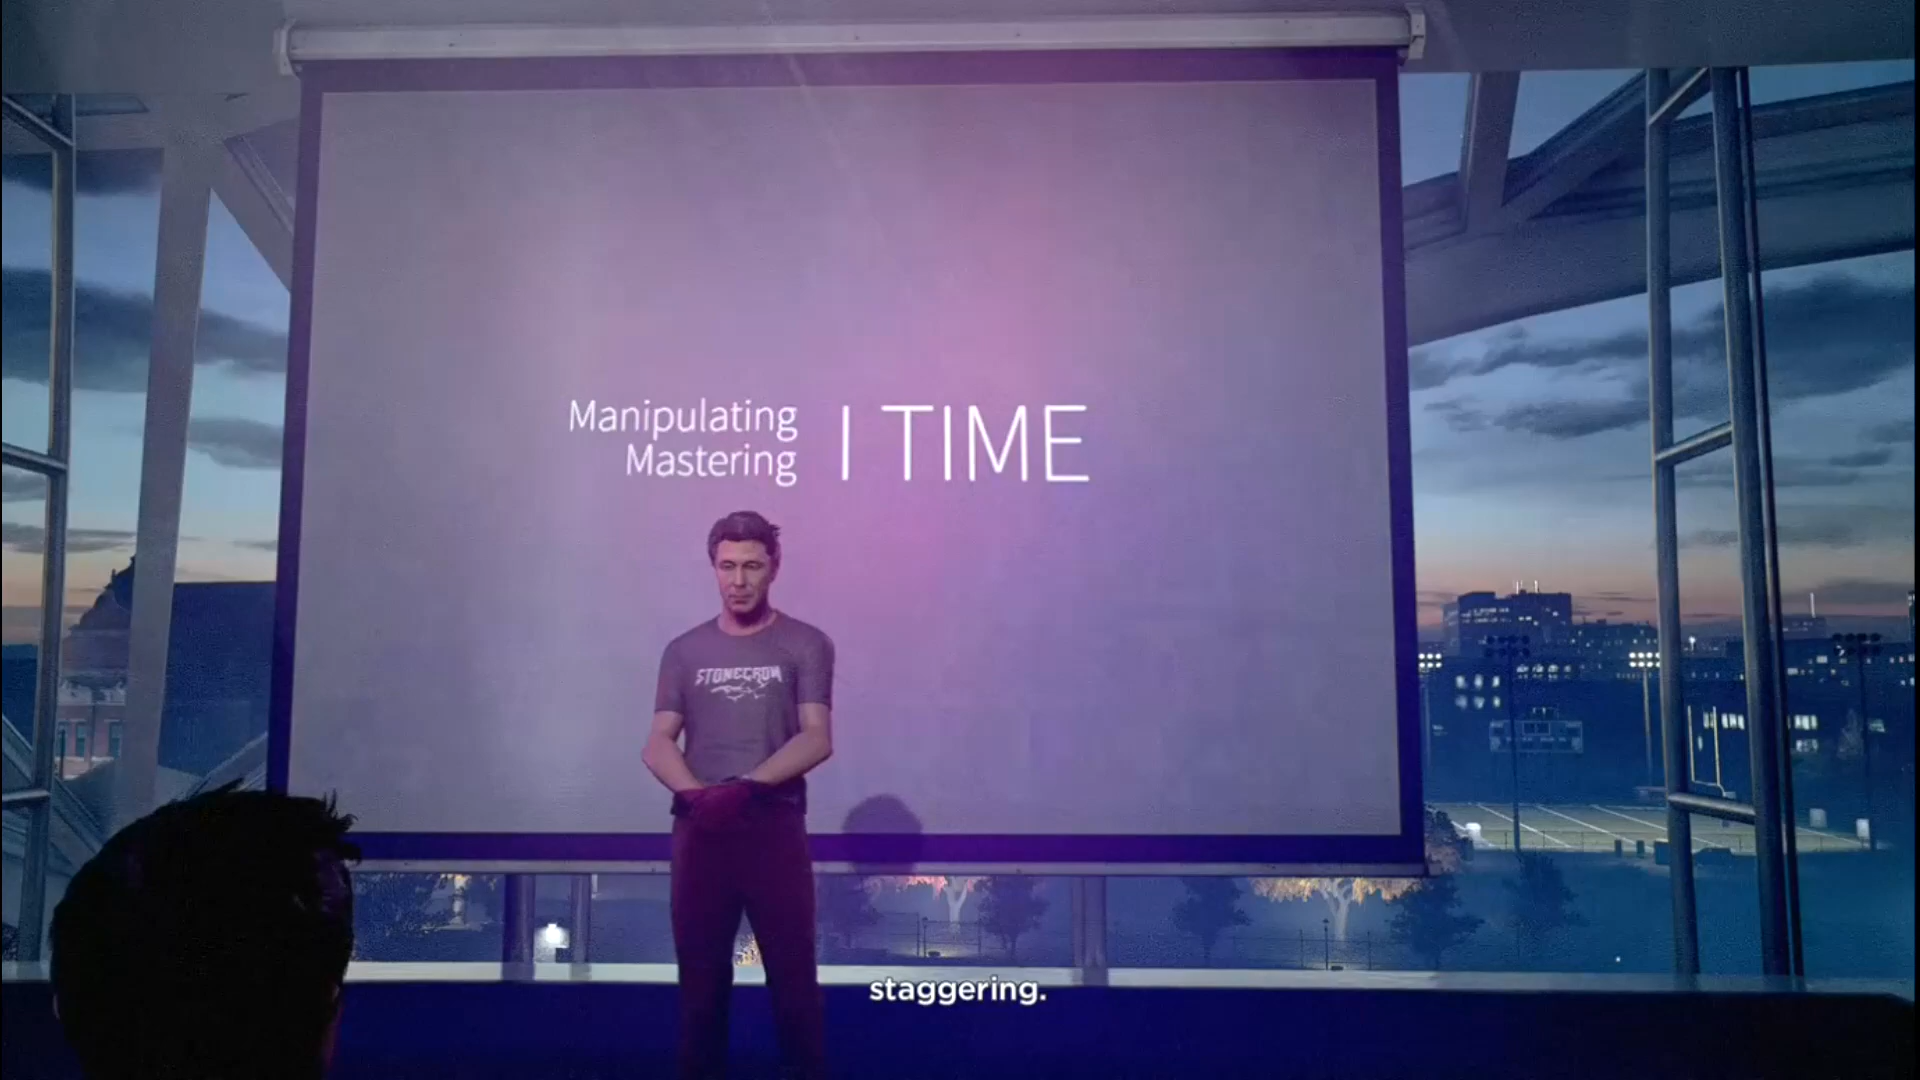 Manipulating
Mastering
| TIME
STONECROW
staggering.